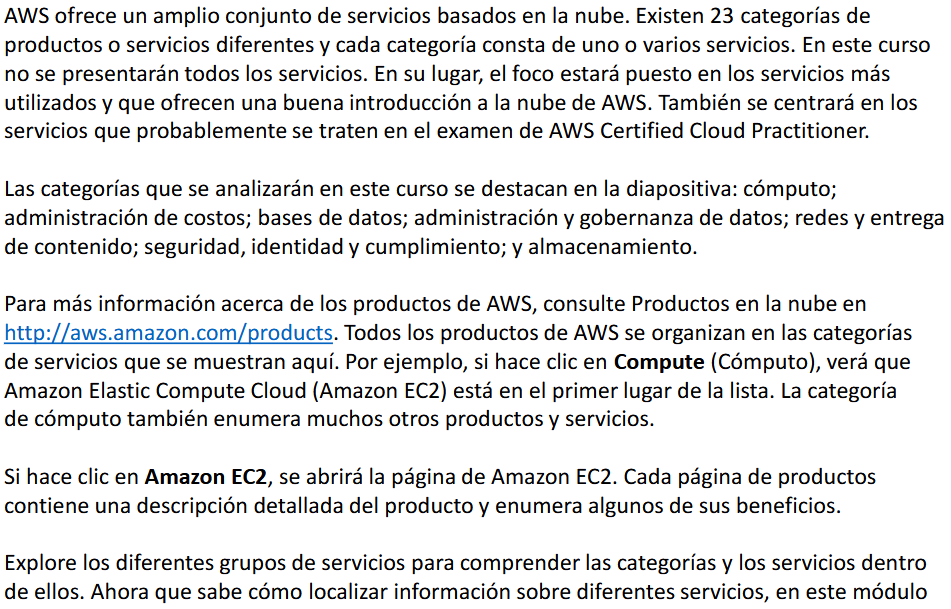 AWS ofrece un amplio conjunto de servicios basados en la nube. Existen 23 categorías de
productos o servicios diferentes y cada categoría consta de uno o varios servicios. En este curso
no se presentarán todos los servicios. En su lugar, el foco estará puesto en los servicios más
utilizados y que ofrecen una buena introducción a la nube de AWS. También se centrará en los
servicios que probablemente se traten en el examen de AWS Certified Cloud Practitioner.
Las categorías que se analizarán en este curso se destacan en la diapositiva: cómputo;
administración de costos; bases de datos; administración y gobernanza de datos; redes y entrega
de contenido; seguridad, identidad y cumplimiento; y almacenamiento.
Para más información acerca de los productos de AWS, consulte Productos en la nube en
http://aws.amazon.com/products. Todos los productos de AWS se organizan en las categorías
de servicios que se muestran aquí. Por ejemplo, si hace clic en Compute (Cómputo), verá que
Amazon Elastic Compute Cloud (Amazon EC2) está en el primer lugar de la lista. La categoría
de cómputo también enumera muchos otros productos y servicios.
Si hace clic en Amazon EC2, se abrirá la página de Amazon EC2. Cada página de productos
contiene una descripción detallada del producto y enumera algunos de sus beneficios.
Explore los diferentes grupos de servicios para comprender las categorías y los servicios dentro
de ellos. Ahora que sabe cómo localizar información sobre diferentes servicios, en este módulo